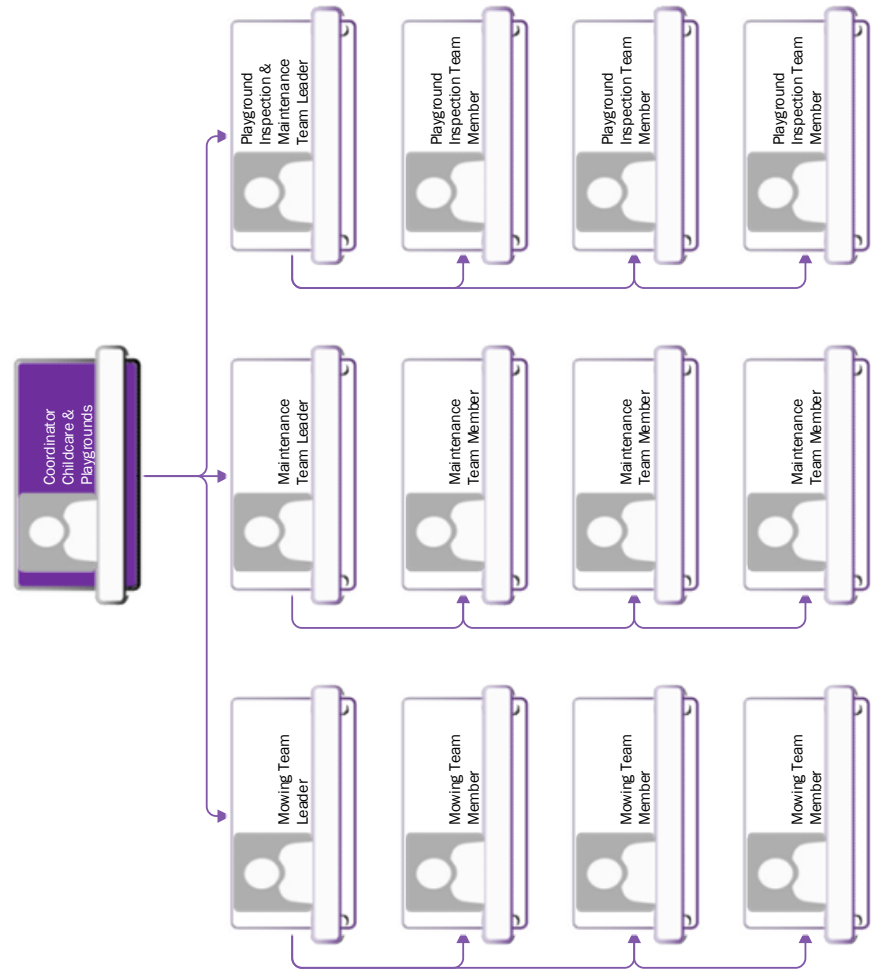 Coordinator
Childcare &
Playgrounds
Mowing Team
Leader
Mowing Team
Member
Mowing Team
Member
Mowing Team
Member
Maintenance
Team Leader
Maintenance
Team Member
Maintenance
Team Member
Maintenance
Team Member
Playground
Inspection &
Maintenance
Team Leader
Playground
Inspection Team
Member
Playground
Inspection Team
Member
Playground
Inspection Team
Member